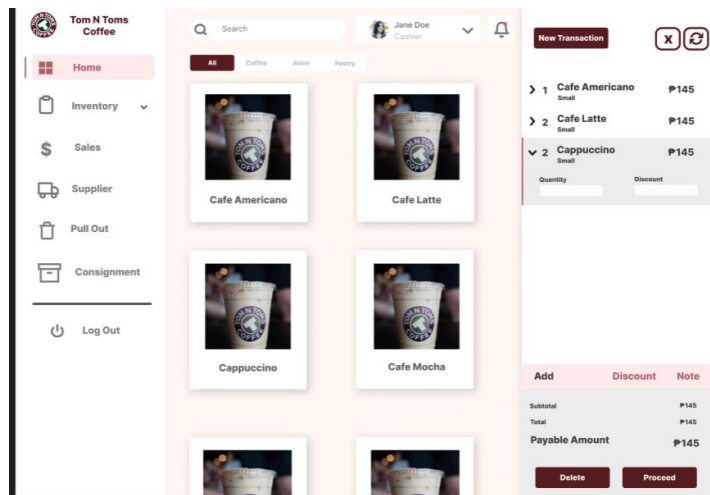 Tom N Toms
Coffee
Home
Inventory
Sales
Supplier
Pull Out
Consignment
Log Out
Search
Jane Doe
Cashier
All
Coffee
Juice
Pastry
Cafe Americano
Cafe Latte
Cappuccino
Cafe Mocha
New Transaction
X
1 Cafe Americano ₱145
Small
2 Cafe Latte ₱145
Small
2 Cappuccino ₱145
Small
Quantity Discount
Add Discount Note
Subtotal ₱145
Total ₱145
Payable Amount ₱145
Delete Proceed